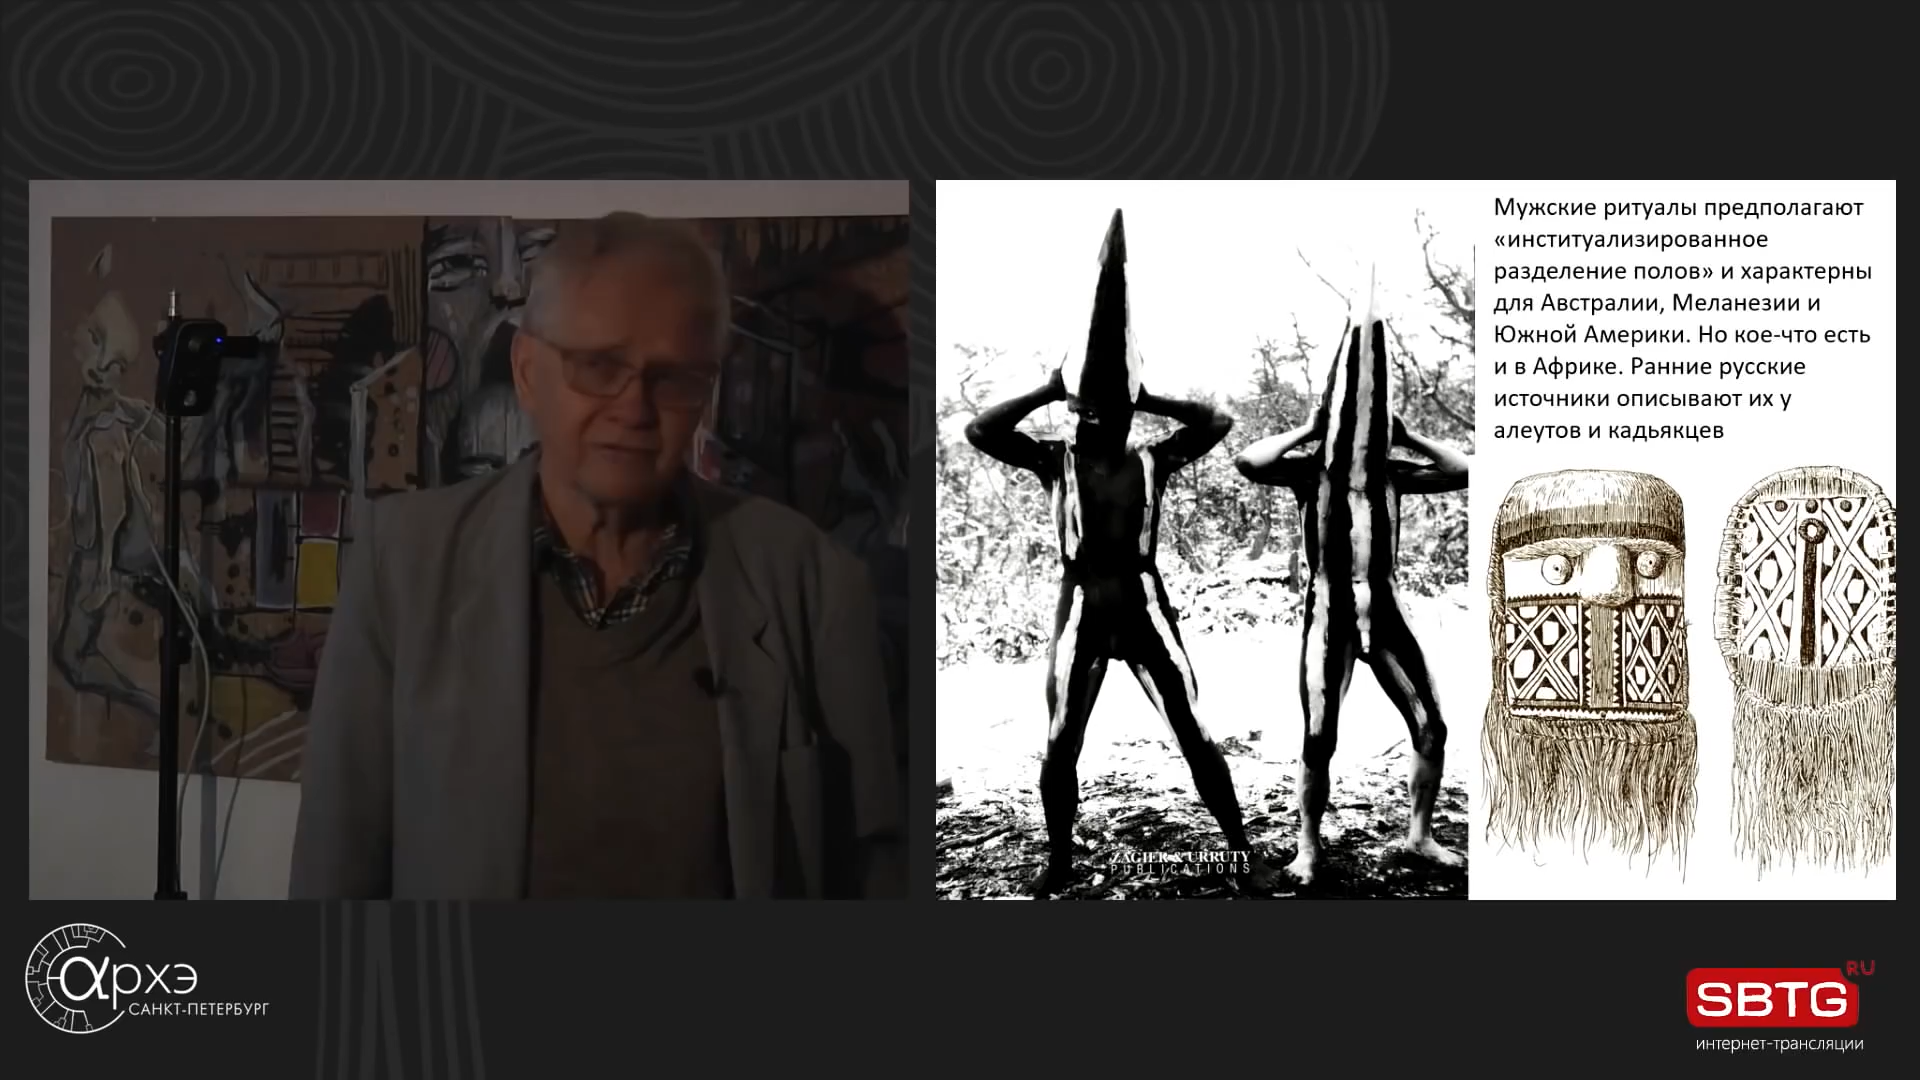 Мужские ритуалы предполагают
«институализированное
разделение полов» и характерны
для Австралии, Меланезии и
Южной Америки. Но кое-что есть
и в Африке. Ранние русские
источники описывают их у
алеутов и кадьякцев
ZAGIER & URRUTY
PUBLICATIONS
αрхэ
САНКТ-ПЕТЕРБУРГ
SBTG RU
интернет-трансляции